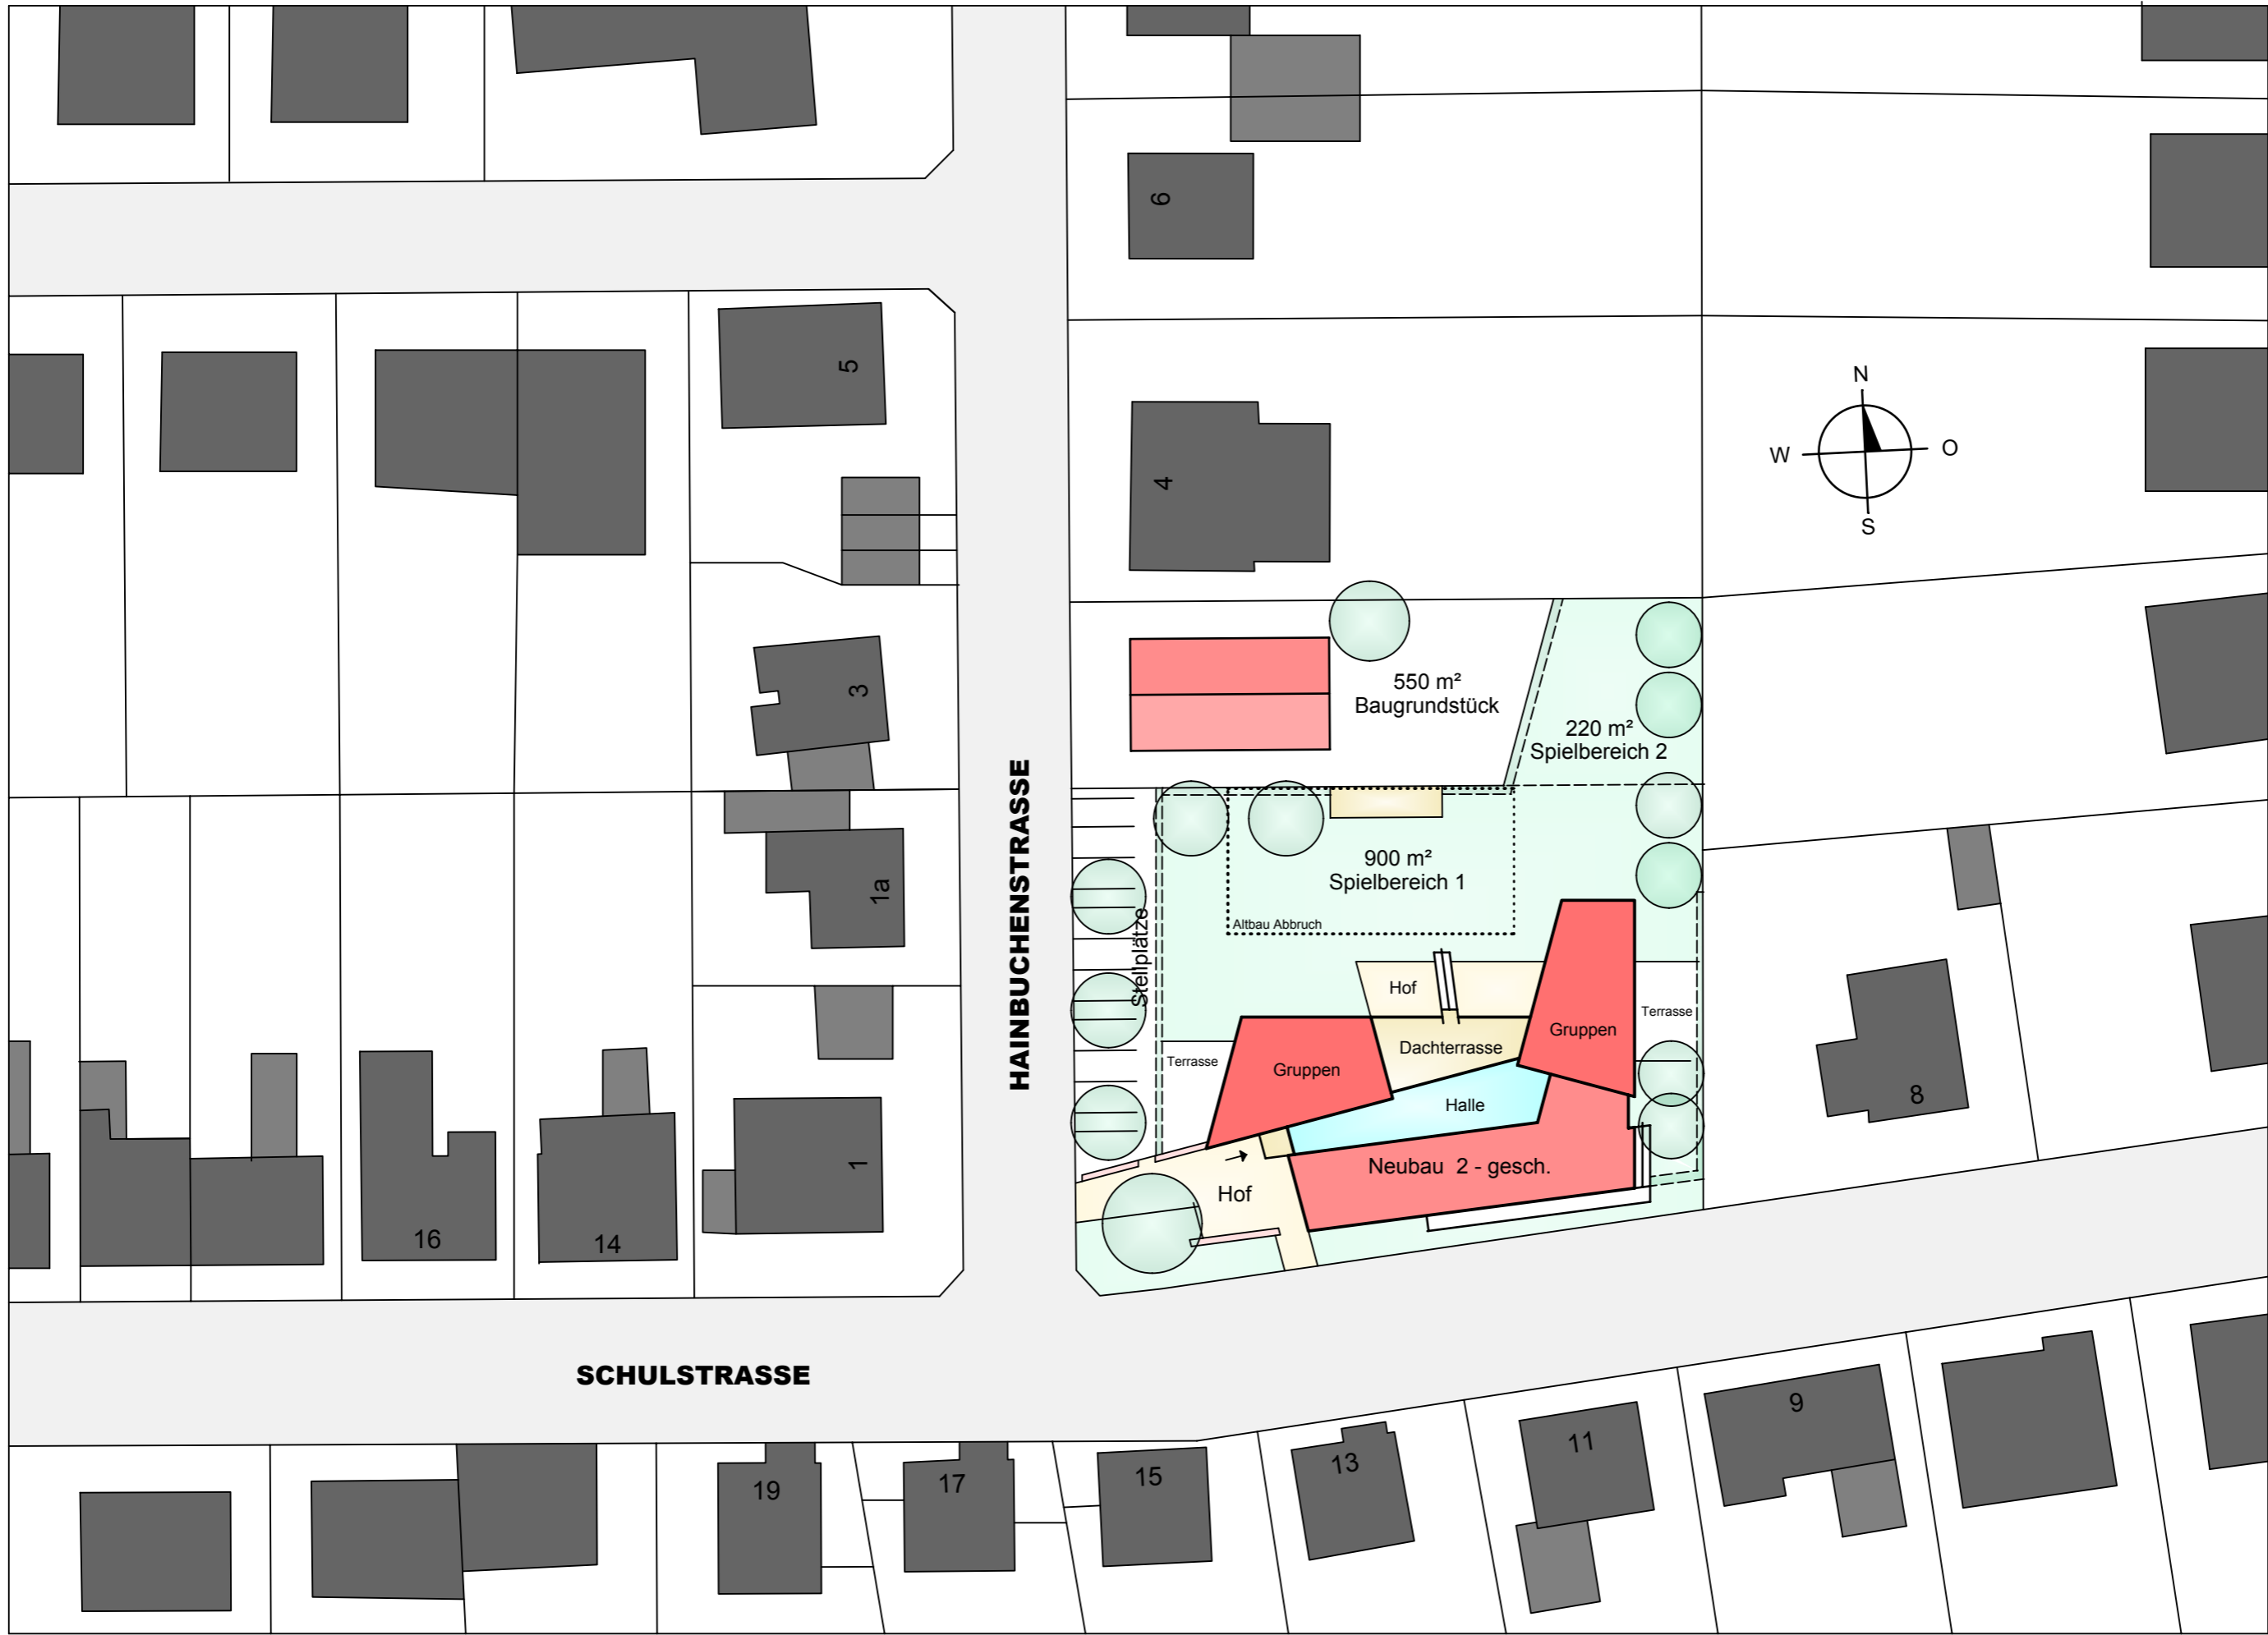 6
5
N
W
O
S
4
3
550 m²
Baugrundstück
220 m²
Spielbereich 2
HAINBUCHENSTRASSE
1a
900 m²
Spielbereich 1
Altbau Abbruch
Stellplätze
Hof
Terrasse
Gruppen
Dachterrasse
Terrasse
Gruppen
Halle
8
1
Neubau 2 - gesch.
Hof
16
14
SCHULSTRASSE
19
17
15
13
11
9